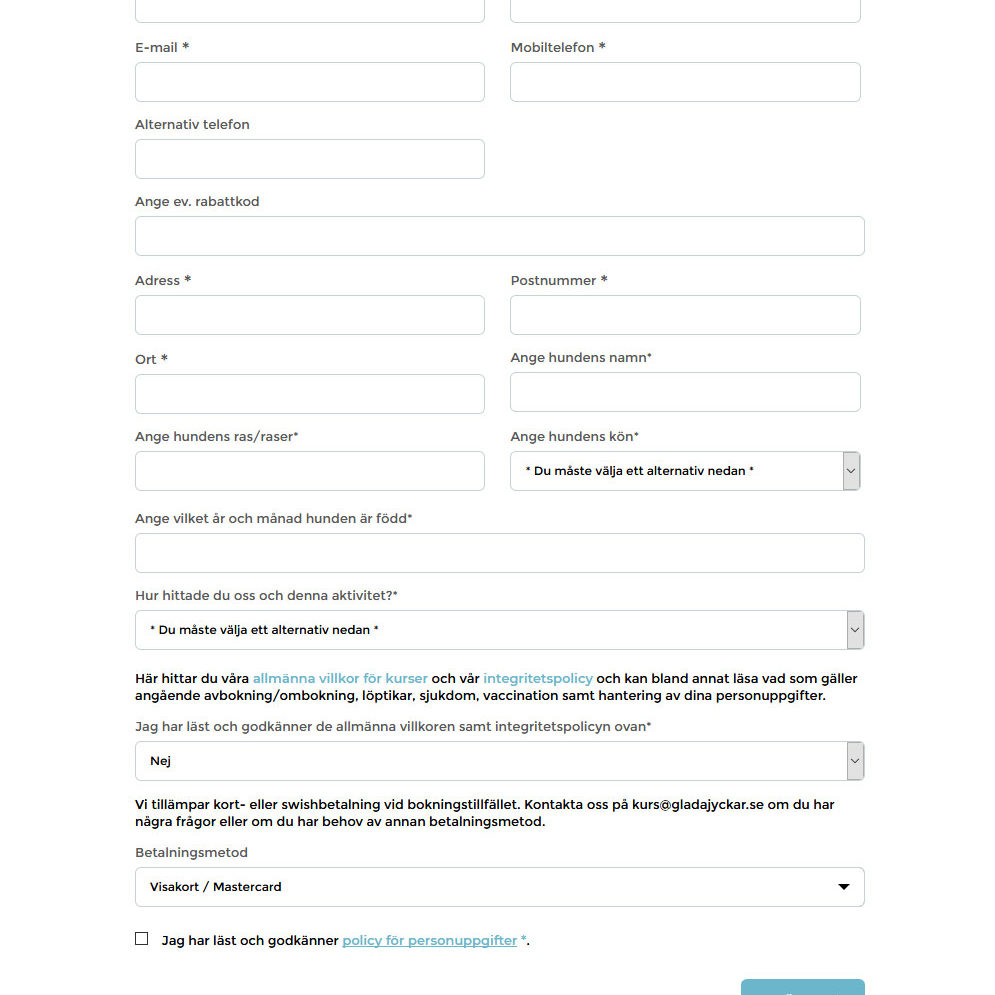 E-mail *
Mobiltelefon *
Alternativ telefon
Ange ev. rabattkod
Adress *
Postnummer *
Ort *
Ange hundens namn*
Ange hundens ras/raser*
Ange hundens kön*
* Du måste välja ett alternativ nedan *
Ange vilket år och månad hunden är född*
Hur hittade du oss och denna aktivitet?*
* Du måste välja ett alternativ nedan *
Här hittar du våra allmänna villkor för kurser och vår integritetspolicy och kan bland annat läsa vad som gäller
angående avbokning/ombokning, löptikar, sjukdom, vaccination samt hantering av dina personuppgifter.
Jag har läst och godkänner de allmänna villkoren samt integritetspolicyn ovan*
Nej
Vi tillämpar kort- eller swishbetalning vid bokningstillfället. Kontakta oss på kurs@gladajyckar.se om du har
några frågor eller om du har behov av annan betalningsmetod.
Betalningsmetod
Visakort / Mastercard
Jag har läst och godkänner policy för personuppgifter *.